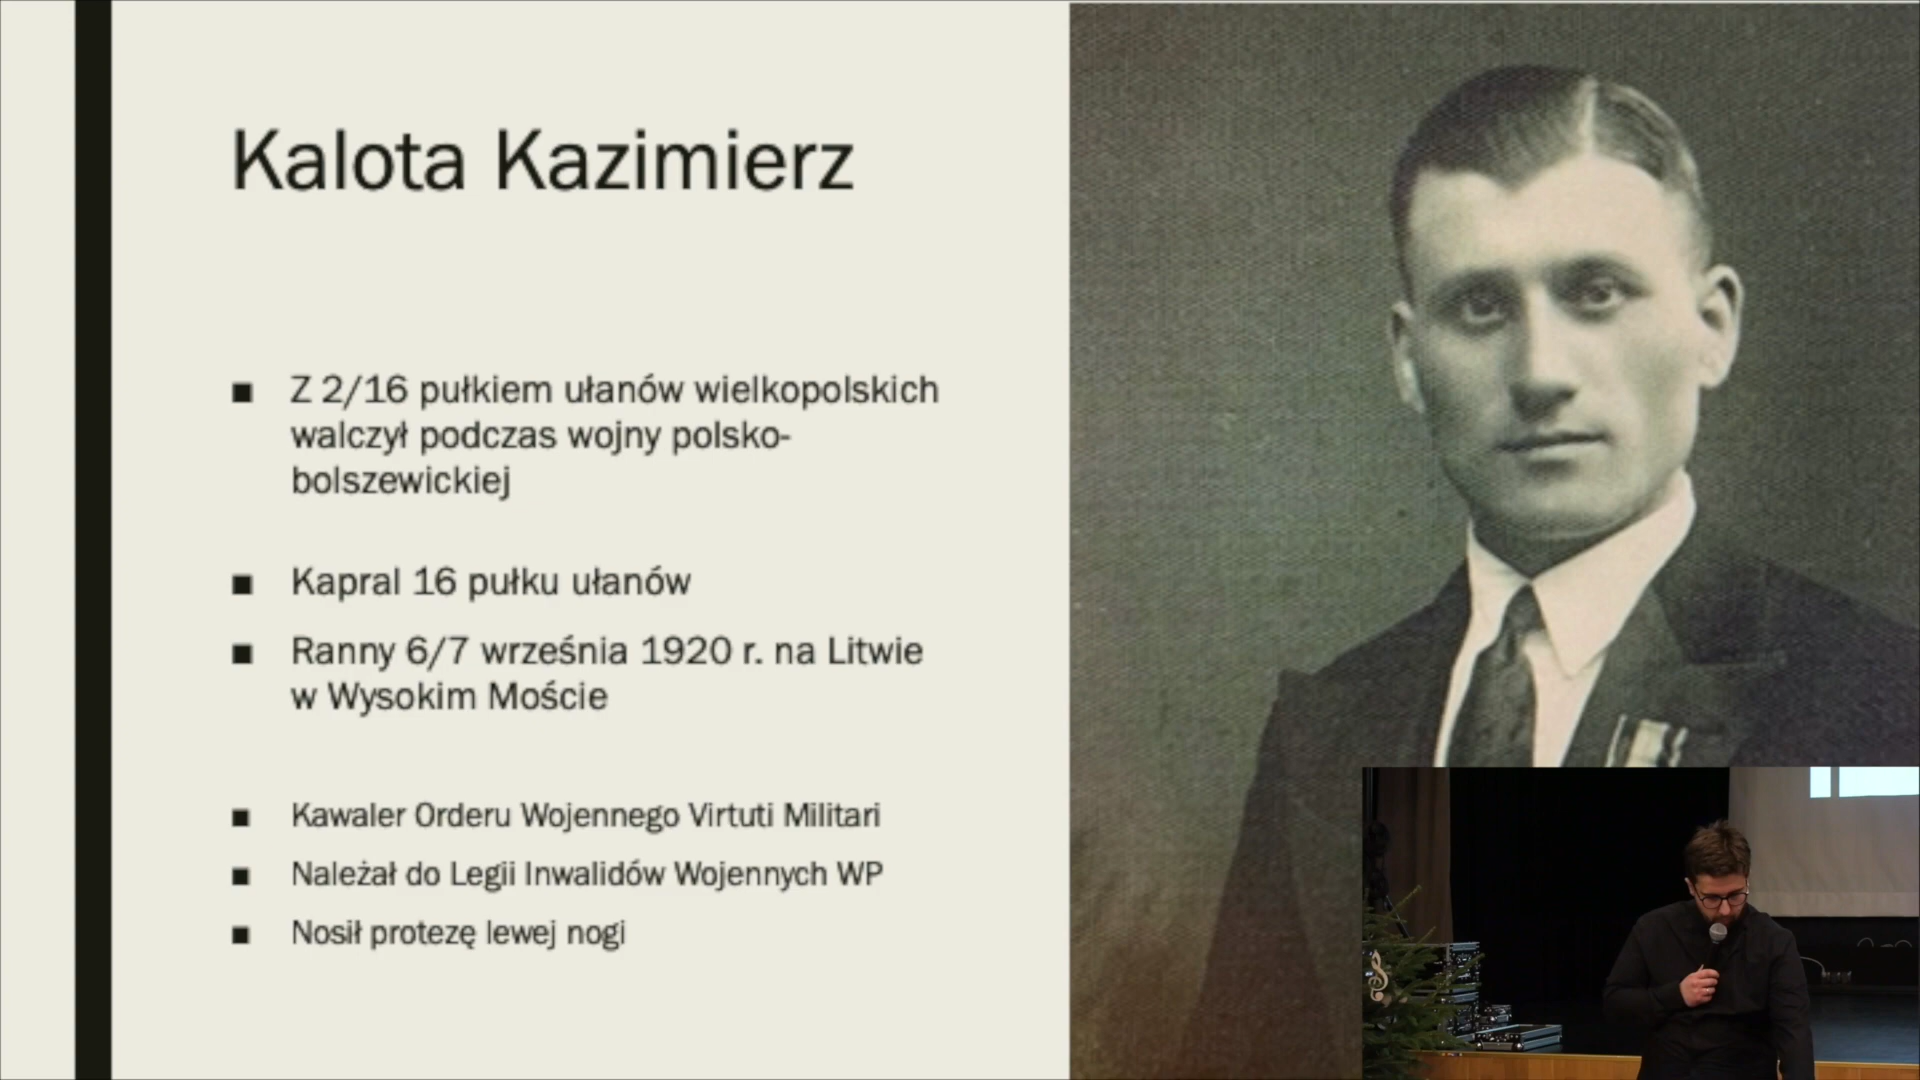 Kalota Kazimierz
■ Z 2/16 pułkiem ułanów wielkopolskich
walczył podczas wojny polsko-
bolszewickiej
■ Kapral 16 pułku ułanów
■ Ranny 6/7 września 1920 r. na Litwie
w Wysokim Moście
■ Kawaler Orderu Wojennego Virtuti Militari
■ Należał do Legii Inwalidów Wojennych WP
■ Nosił protezę lewej nogi